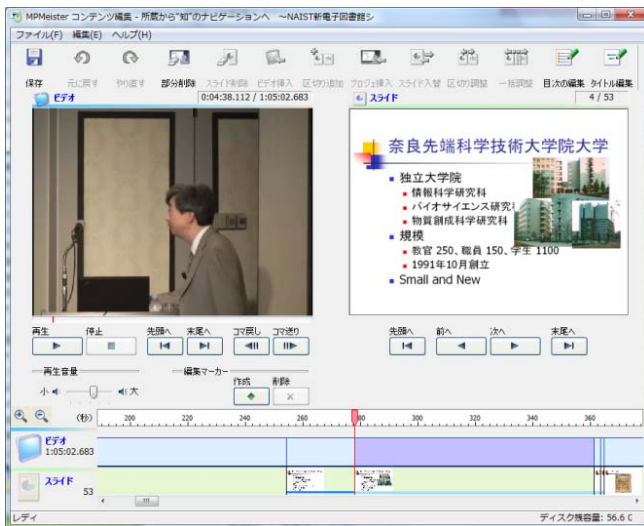 MPMeister コンテンツ編集 - 所蔵から"知"のナビゲーションへ ～NAIST新電子図書館シ
ファイル(F) 編集(E) ヘルプ(H)
保存 元に戻す やり直す 部分削除 スライド削除 ビデオ挿入 区切り追加 プロジェ挿入 スライド入替 区切り調整 一括調整 目次の編集 タイトル編集
ビデオ 0:04:38.112 / 1:05:02.683 スライド 4 / 53
奈良先端科学技術大学院大学
独立大学院
情報科学研究科
バイオサイエンス研究
物質創成科学研究科
規模
教官 250、職員 150、学生 1100
1991年10月創立
Small and New
再生 停止 先頭へ 末尾へ コマ戻し コマ送り 先頭へ 前へ 次へ 末尾へ
再生音量 編集マーカー
小 大 作成 削除
(秒) 200 220 240 260 280 300 320 340 360
ビデオ
1:05:02.683
スライド
53
レディ ディスク残容量: 56.6 G